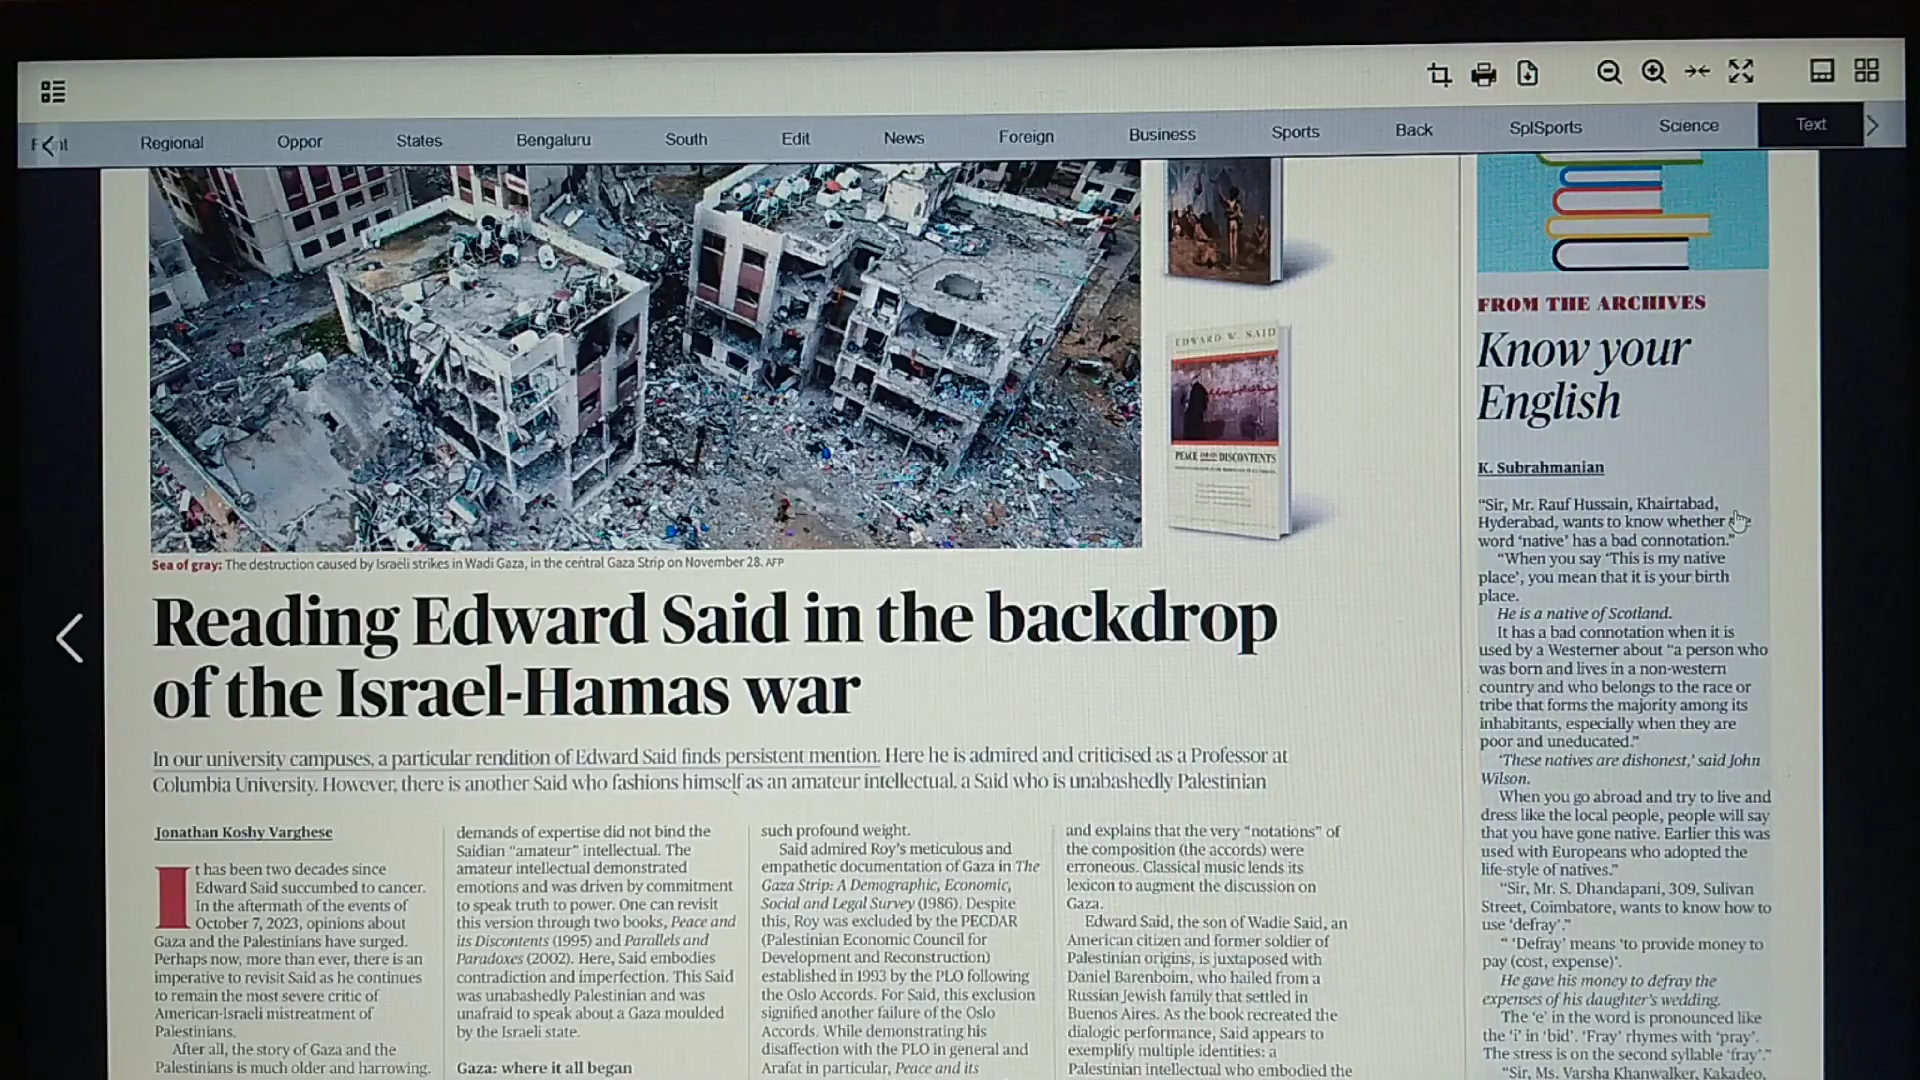 Regional
Oppor
States
Bengaluru
South
Edit
News
Foreign
Business
Sports
Back
SplSports
Science
Text
EDWARD W. SAID
PEACE AND ITS DISCONTENTS
Sea of gray: The destruction caused by Israeli strikes in Wadi Gaza, in the central Gaza Strip on November 28. AFP
Reading Edward Said in the backdrop
of the Israel-Hamas war
In our university campuses, a particular rendition of Edward Said finds persistent mention. Here he is admired and criticised as a Professor at
Columbia University. However, there is another Said who fashions himself as an amateur intellectual, a Said who is unabashedly Palestinian
Jonathan Koshy Varghese
It has been two decades since
Edward Said succumbed to cancer.
In the aftermath of the events of
October 7, 2023, opinions about
Gaza and the Palestinians have surged.
Perhaps now, more than ever, there is an
imperative to revisit Said as he continues
to remain the most severe critic of
American-Israeli mistreatment of
Palestinians.
After all, the story of Gaza and the
Palestinians is much older and harrowing.
demands of expertise did not bind the
Saidian “amateur” intellectual. The
amateur intellectual demonstrated
emotions and was driven by commitment
to speak truth to power. One can revisit
this version through two books, Peace and
its Discontents (1995) and Parallels and
Paradoxes (2002). Here, Said embodies
contradiction and imperfection. This Said
was unabashedly Palestinian and was
unafraid to speak about a Gaza moulded
by the Israeli state.
Gaza: where it all began
such profound weight.
Said admired Roy’s meticulous and
empathetic documentation of Gaza in The
Gaza Strip: A Demographic, Economic,
Social and Legal Survey (1986). Despite
this, Roy was excluded by the PECDAR
(Palestinian Economic Council for
Development and Reconstruction)
established in 1993 by the PLO following
the Oslo Accords. For Said, this exclusion
signified another failure of the Oslo
Accords. While demonstrating his
disaffection with the PLO in general and
Arafat in particular, Peace and its
and explains that the very “notations” of
the composition (the accords) were
erroneous. Classical music lends its
lexicon to augment the discussion on
Gaza.
Edward Said, the son of Wadie Said, an
American citizen and former soldier of
Palestinian origins, is juxtaposed with
Daniel Barenboim, who hailed from a
Russian Jewish family that settled in
Buenos Aires. As the book recreated the
dialogic performance, Said appears to
exemplify multiple identities: a
Palestinian intellectual who embodied the
FROM THE ARCHIVES
Know your
English
K. Subrahmanian
“Sir, Mr. Rauf Hussain, Khairtabad,
Hyderabad, wants to know whether
word ‘native’ has a bad connotation.”
“When you say ‘This is my native
place’, you mean that it is your birth
place.
He is a native of Scotland.
It has a bad connotation when it is
used by a Westerner about “a person who
was born and lives in a non-western
country and who belongs to the race or
tribe that forms the majority among its
inhabitants, especially when they are
poor and uneducated.”
‘These natives are dishonest,’ said John
Wilson.
When you go abroad and try to live and
dress like the local people, people will say
that you have gone native. Earlier this was
used with Europeans who adopted the
life-style of natives.”
“Sir, Mr. S. Dhandapani, 309, Sulivan
Street, Coimbatore, wants to know how to
use ‘defray’.”
“ ‘Defray’ means ‘to provide money to
pay (cost, expense)’.
He gave his money to defray the
expenses of his daughter’s wedding.
The ‘e’ in the word is pronounced like
the ‘i’ in ‘bid’. ‘Fray’ rhymes with ‘pray’.
The stress is on the second syllable ‘fray’.”
“Sir, Ms. Varsha Khanwalker, Kakadeo,